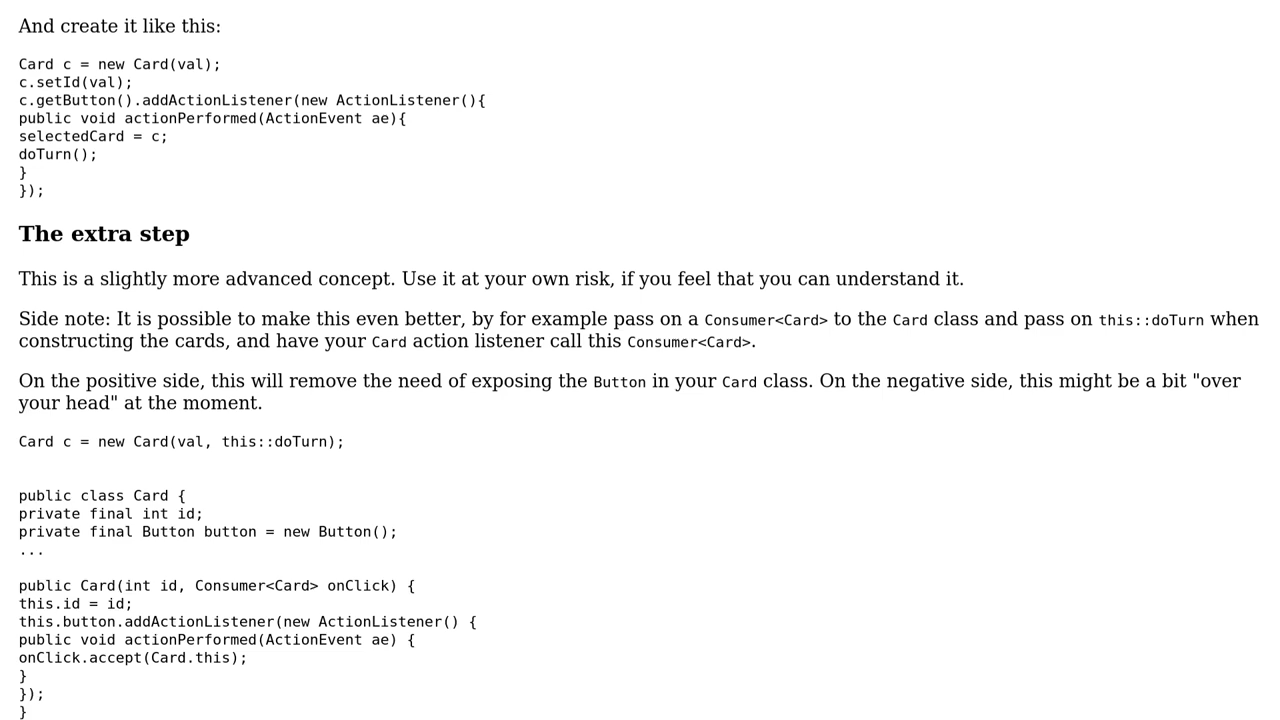 And create it like this:
Card c = new Card(val);
c.setId(val);
c.getButton().addActionListener(new ActionListener(){
public void actionPerformed(ActionEvent ae){
selectedCard = c;
doTurn();
}
});
The extra step
This is a slightly more advanced concept. Use it at your own risk, if you feel that you can understand it.
Side note: It is possible to make this even better, by for example pass on a Consumer<Card> to the Card class and pass on this::doTurn when
constructing the cards, and have your Card action listener call this Consumer<Card>.
On the positive side, this will remove the need of exposing the Button in your Card class. On the negative side, this might be a bit "over
your head" at the moment.
Card c = new Card(val, this::doTurn);
public class Card {
private final int id;
private final Button button = new Button();
...
public Card(int id, Consumer<Card> onClick) {
this.id = id;
this.button.addActionListener(new ActionListener() {
public void actionPerformed(ActionEvent ae) {
onClick.accept(Card.this);
}
});
}